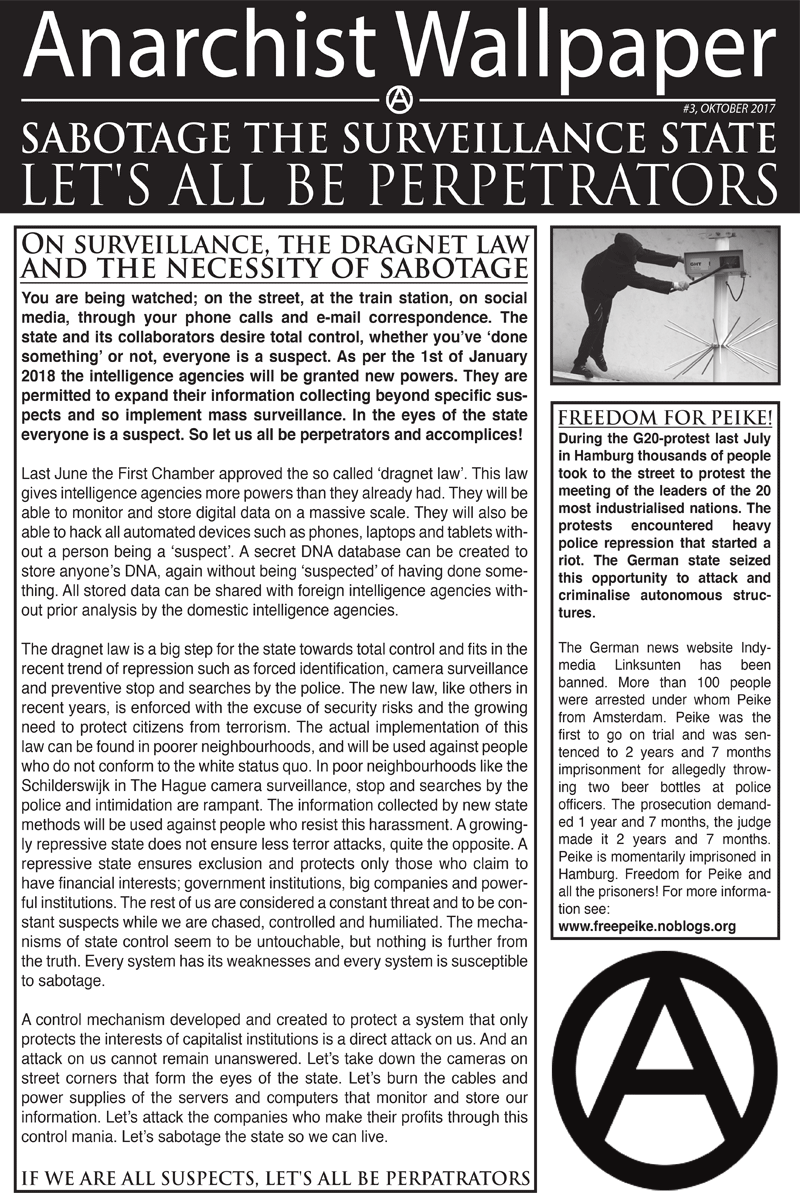 Anarchist Wallpaper
#3, OKTOBER 2017
SABOTAGE THE SURVEILLANCE STATE
LET'S ALL BE PERPETRATORS
ON SURVEILLANCE, THE DRAGNET LAW
AND THE NECESSITY OF SABOTAGE
You are being watched; on the street, at the train station, on social
media, through your phone calls and e-mail correspondence. The
state and its collaborators desire total control, whether you've 'done
something' or not, everyone is a suspect. As per the 1st of January
2018 the intelligence agencies will be granted new powers. They are
permitted to expand their information collecting beyond specific sus-
pects and so implement mass surveillance. In the eyes of the state
everyone is a suspect. So let us all be perpetrators and accomplices!
Last June the First Chamber approved the so called 'dragnet law'. This law
gives intelligence agencies more powers than they already had. They will be
able to monitor and store digital data on a massive scale. They will also be
able to hack all automated devices such as phones, laptops and tablets with-
out a person being a 'suspect'. A secret DNA database can be created to
store anyone's DNA, again without being 'suspected' of having done some-
thing. All stored data can be shared with foreign intelligence agencies with-
out prior analysis by the domestic intelligence agencies.
The dragnet law is a big step for the state towards total control and fits in the
recent trend of repression such as forced identification, camera surveillance
and preventive stop and searches by the police. The new law, like others in
recent years, is enforced with the excuse of security risks and the growing
need to protect citizens from terrorism. The actual implementation of this
law can be found in poorer neighbourhoods, and will be used against people
who do not conform to the white status quo. In poor neighbourhoods like the
Schilderswijk in The Hague camera surveillance, stop and searches by the
police and intimidation are rampant. The information collected by new state
methods will be used against people who resist this harassment. A growing-
ly repressive state does not ensure less terror attacks, quite the opposite. A
repressive state ensures exclusion and protects only those who claim to
have financial interests; government institutions, big companies and power-
ful institutions. The rest of us are considered a constant threat and to be con-
stant suspects while we are chased, controlled and humiliated. The mecha-
nisms of state control seem to be untouchable, but nothing is further from
the truth. Every system has its weaknesses and every system is susceptible
to sabotage.
A control mechanism developed and created to protect a system that only
protects the interests of capitalist institutions is a direct attack on us. And an
attack on us cannot remain unanswered. Let's take down the cameras on
street corners that form the eyes of the state. Let's burn the cables and
power supplies of the servers and computers that monitor and store our
information. Let's attack the companies who make their profits through this
control mania. Let's sabotage the state so we can live.
IF WE ARE ALL SUSPECTS, LET'S ALL BE PERPATRATORS
FREEDOM FOR PEIKE!
During the G20-protest last July
in Hamburg thousands of people
took to the street to protest the
meeting of the leaders of the 20
most industrialised nations. The
protests encountered heavy
police repression that started a
riot. The German state seized
this opportunity to attack and
criminalise autonomous struc-
tures.
The German news website Indy-
media Linksunten has been
banned. More than 100 people
were arrested under whom Peike
from Amsterdam. Peike was the
first to go on trial and was sen-
tenced to 2 years and 7 months
imprisonment for allegedly throw-
ing two beer bottles at police
officers. The prosecution demand-
ed 1 year and 7 months, the judge
made it 2 years and 7 months.
Peike is momentarily imprisoned in
Hamburg. Freedom for Peike and
all the prisoners! For more informa-
tion see:
www.freepeike.noblogs.org